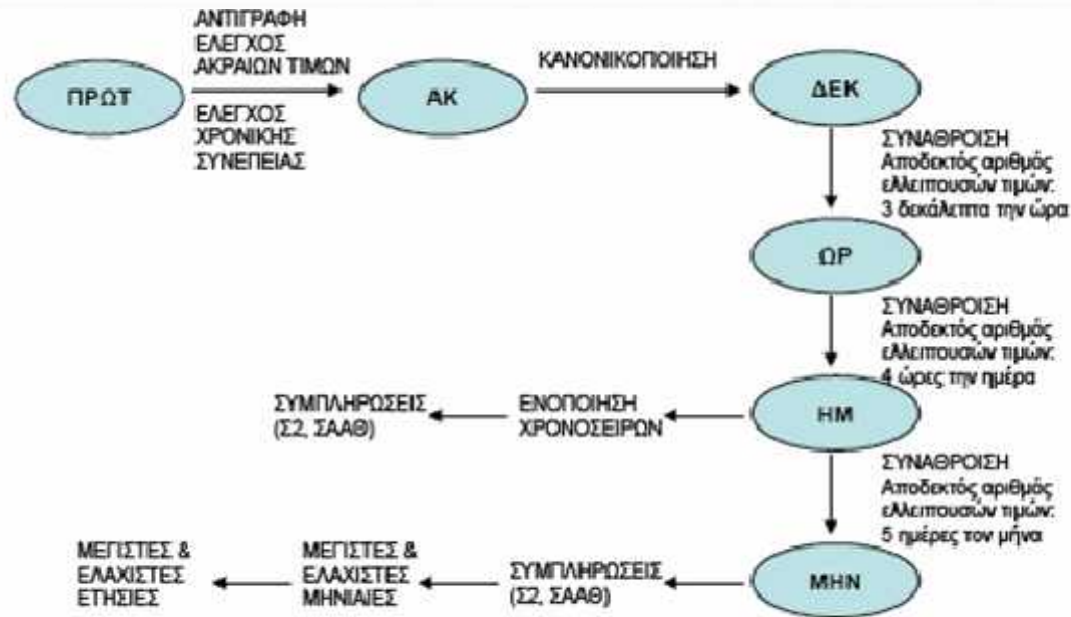 ΑΝΤΙΓΡΑΦΗ
ΕΛΕΓΧΟΣ
ΑΚΡΑΙΩΝ ΤΙΜΩΝ
ΠΡΩΤ
ΕΛΕΓΧΟΣ
ΧΡΟΝΙΚΗΣ
ΣΥΝΕΠΕΙΑΣ
ΑΚ
ΚΑΝΟΝΙΚΟΠΟΙΗΣΗ
ΔΕΚ
ΣΥΝΑΘΡΟΙΣΗ
Αποδεκτός αριθμός
ελλειπουσών τιμών:
3 δεκάλεπτα την ώρα
ΩΡ
ΣΥΝΑΘΡΟΙΣΗ
Αποδεκτός αριθμός
ελλειπουσών τιμών:
4 ώρες την ημέρα
ΗΜ
ΕΝΟΠΟΙΗΣΗ
ΧΡΟΝΟΣΕΙΡΩΝ
ΣΥΜΠΛΗΡΩΣΕΙΣ
(Σ2, ΣΑΑΘ)
ΣΥΝΑΘΡΟΙΣΗ
Αποδεκτός αριθμός
ελλειπουσών τιμών:
5 ημέρες τον μήνα
ΜΗΝ
ΣΥΜΠΛΗΡΩΣΕΙΣ
(Σ2, ΣΑΑΘ)
ΜΕΓΙΣΤΕΣ &
ΕΛΑΧΙΣΤΕΣ
ΜΗΝΙΑΙΕΣ
ΜΕΓΙΣΤΕΣ &
ΕΛΑΧΙΣΤΕΣ
ΕΤΗΣΙΕΣ